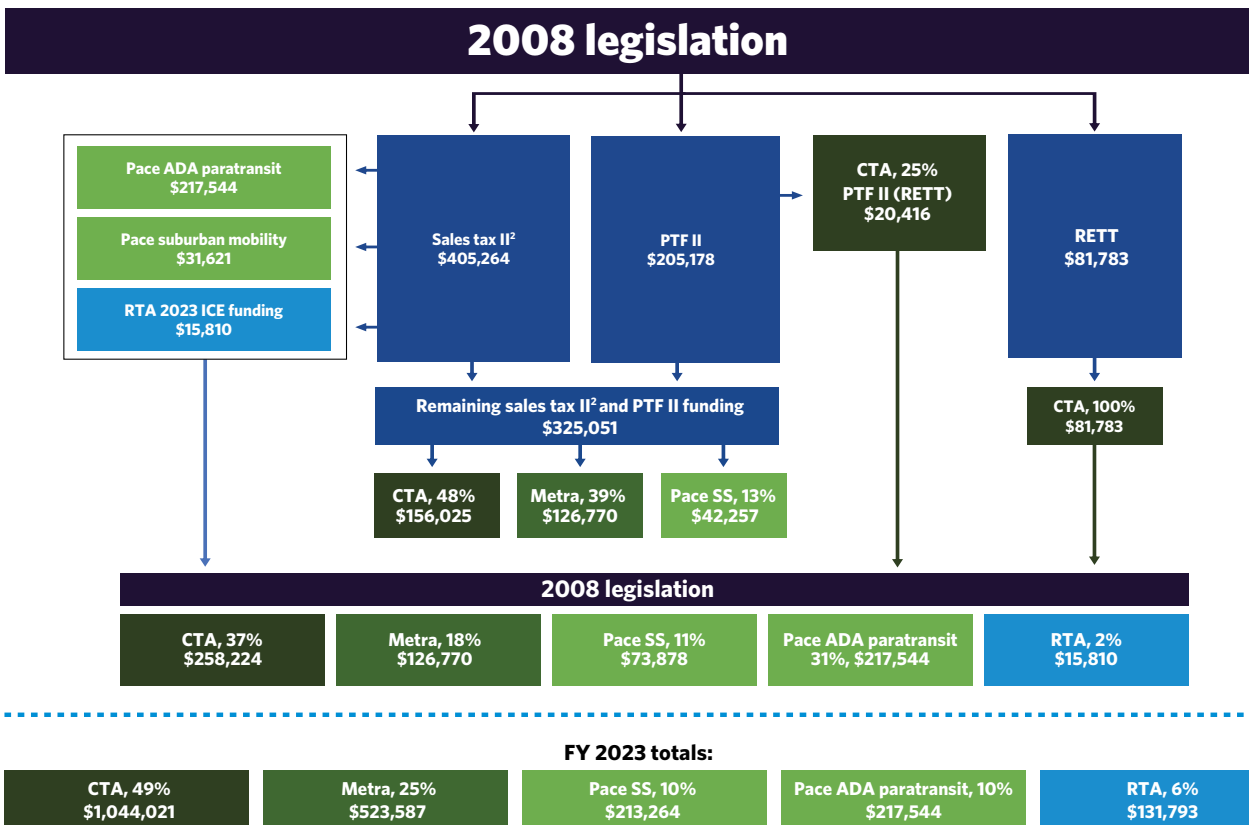 2008 legislation
Pace ADA paratransit
$217,544
Pace suburban mobility
$31,621
RTA 2023 ICE funding
$15,810
Sales tax II²
$405,264
PTF II
$205,178
CTA, 25%
PTF II (RETT)
$20,416
RETT
$81,783
Remaining sales tax II² and PTF II funding
$325,051
CTA, 100%
$81,783
CTA, 48%
$156,025
Metra, 39%
$126,770
Pace SS, 13%
$42,257
2008 legislation
CTA, 37%
$258,224
Metra, 18%
$126,770
Pace SS, 11%
$73,878
Pace ADA paratransit
31%, $217,544
RTA, 2%
$15,810
FY 2023 totals:
CTA, 49%
$1,044,021
Metra, 25%
$523,587
Pace SS, 10%
$213,264
Pace ADA paratransit, 10%
$217,544
RTA, 6%
$131,793